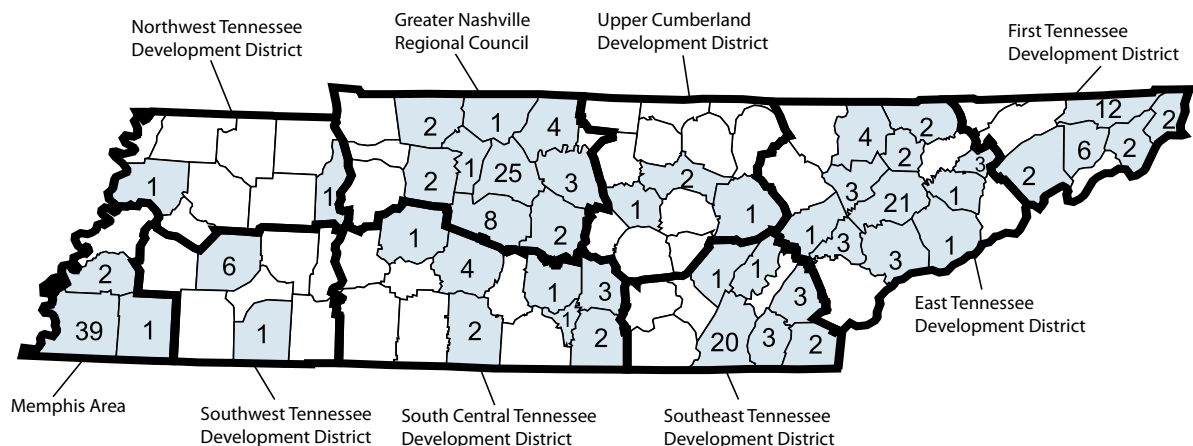 Northwest Tennessee
Development District
Greater Nashville
Regional Council
Upper Cumberland
Development District
First Tennessee
Development District
2
1
4
4
2
12
2
1
1
2
1
25
3
2
3
6
2
2
1
1
8
2
1
2
1
3
21
1
1
3
3
1
2
6
1
4
1
3
1
1
3
39
1
1
2
1
2
20
3
2
East Tennessee
Development District
Memphis Area
Southwest Tennessee
Development District
South Central Tennessee
Development District
Southeast Tennessee
Development District